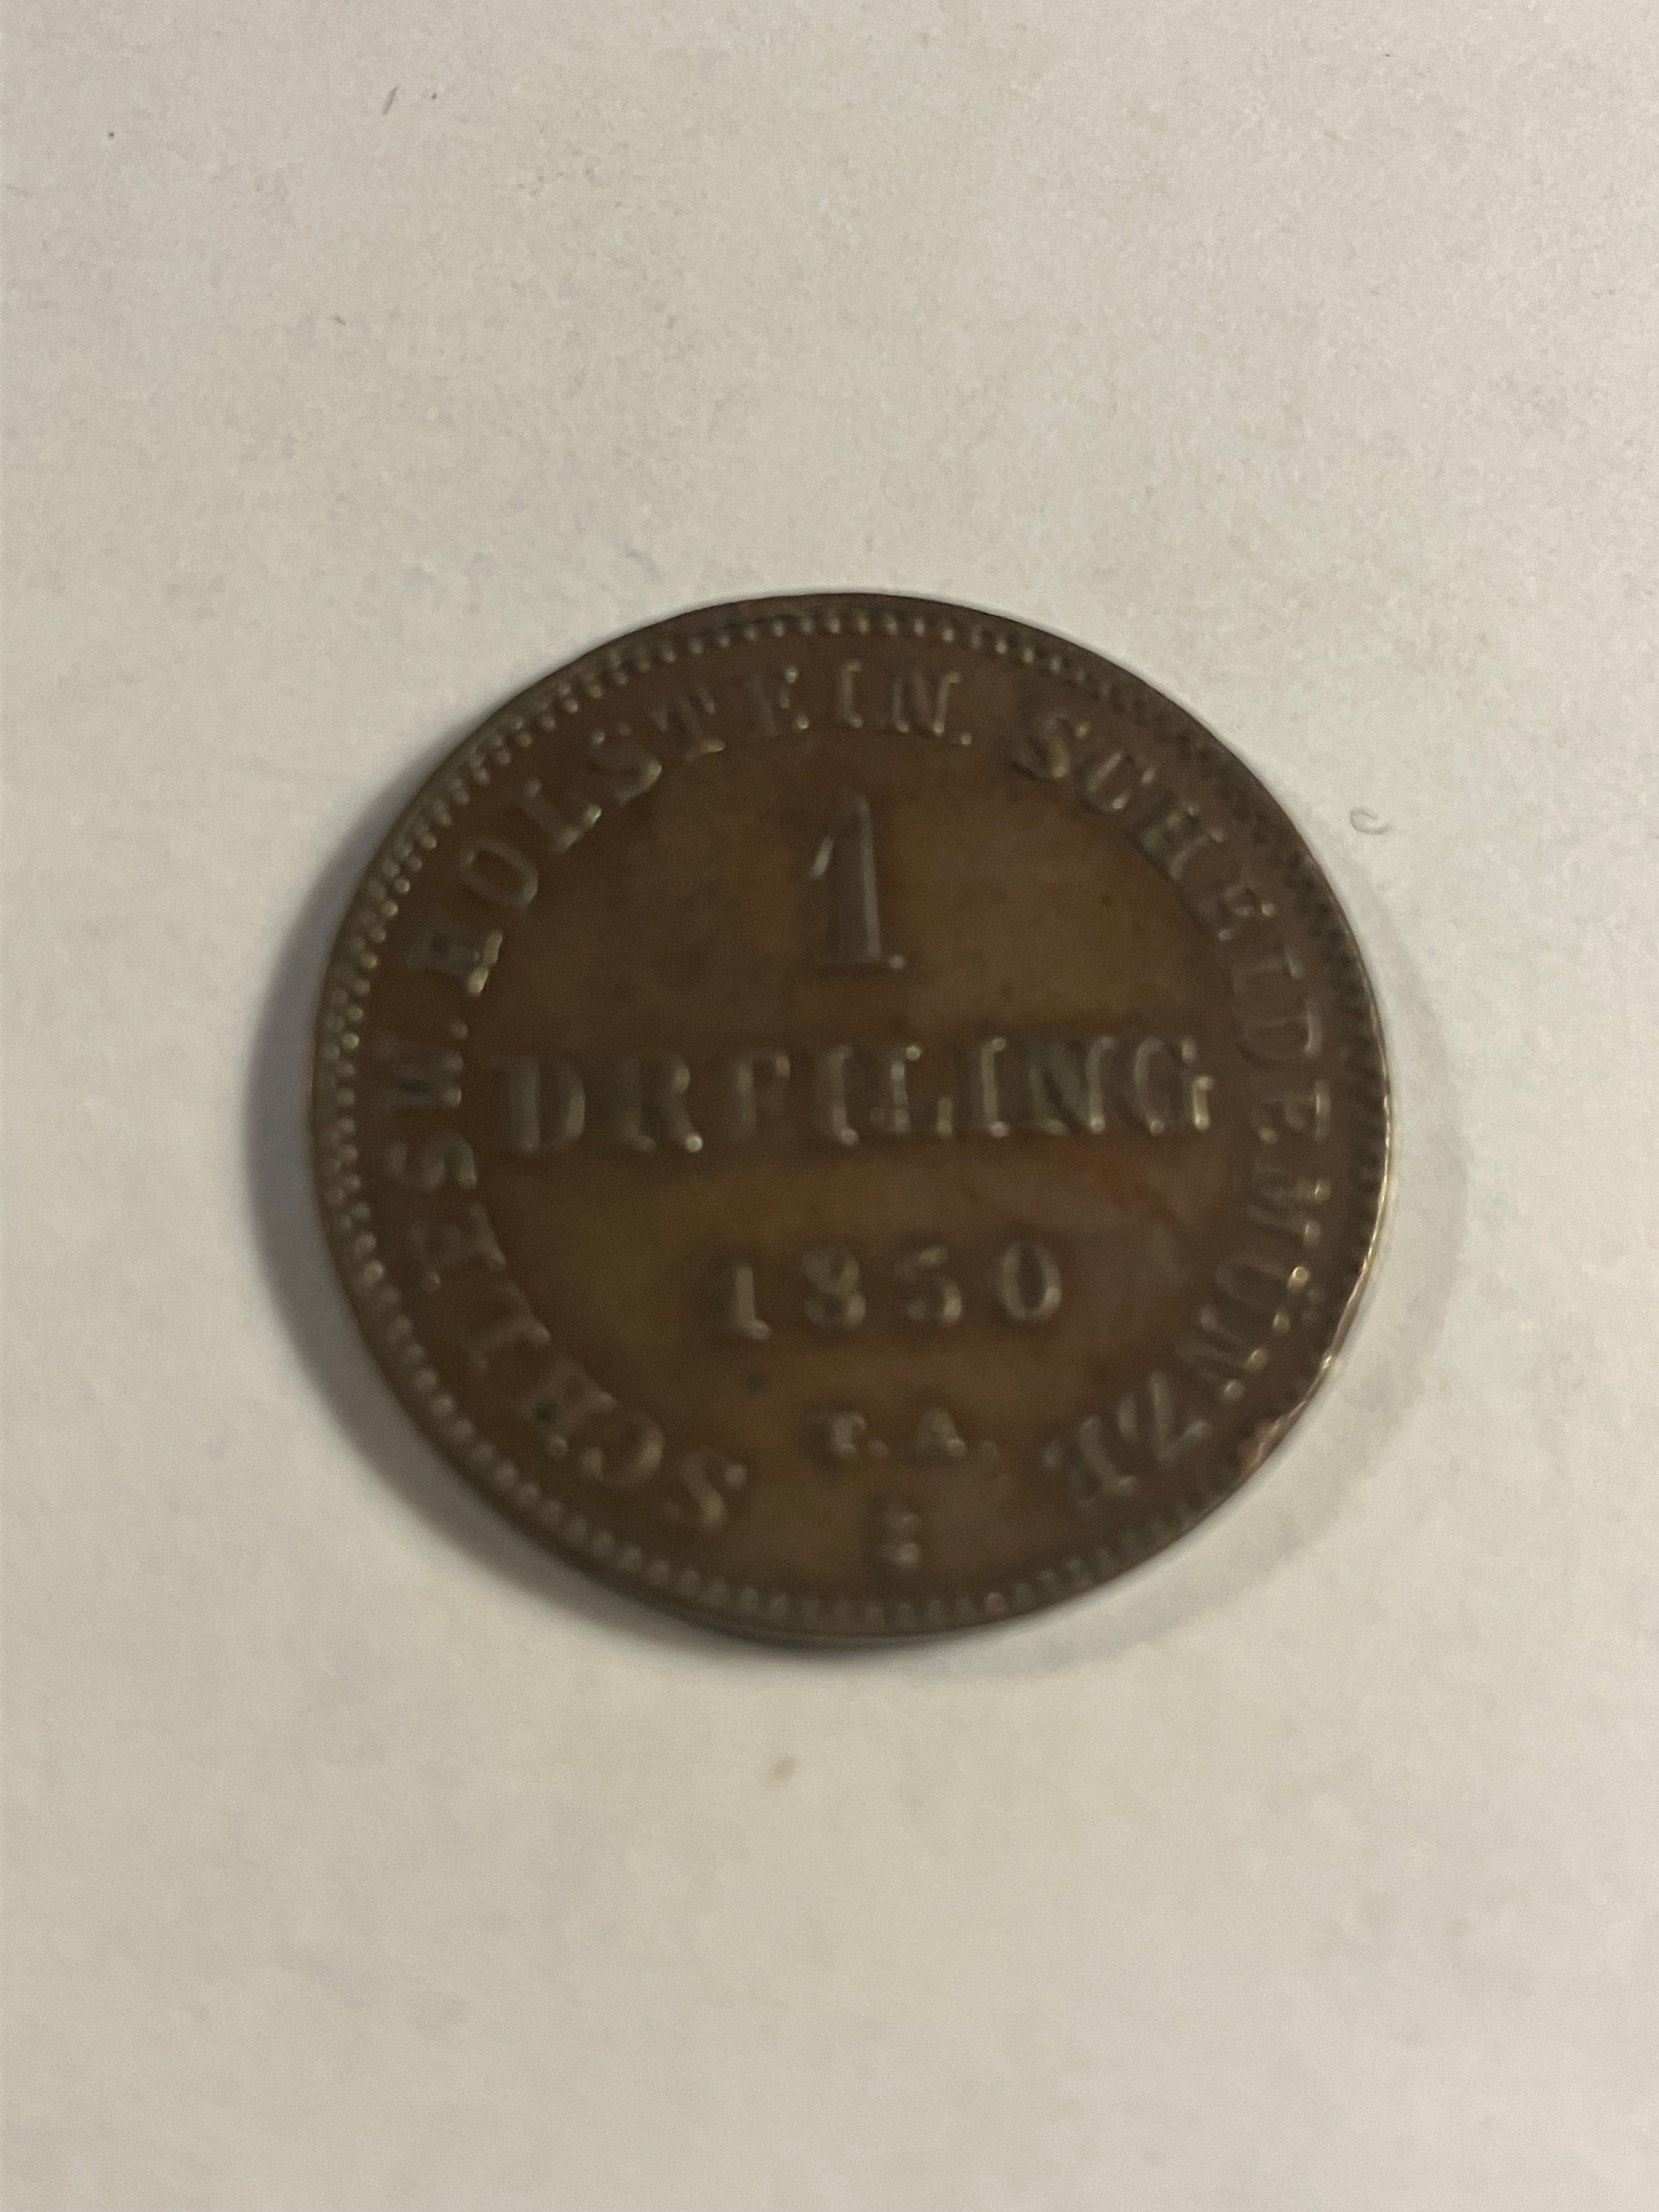 SCHLESW. HOLSTEIN. SCHEIDEMÜNZE
1
DREILING
1850
T. A.